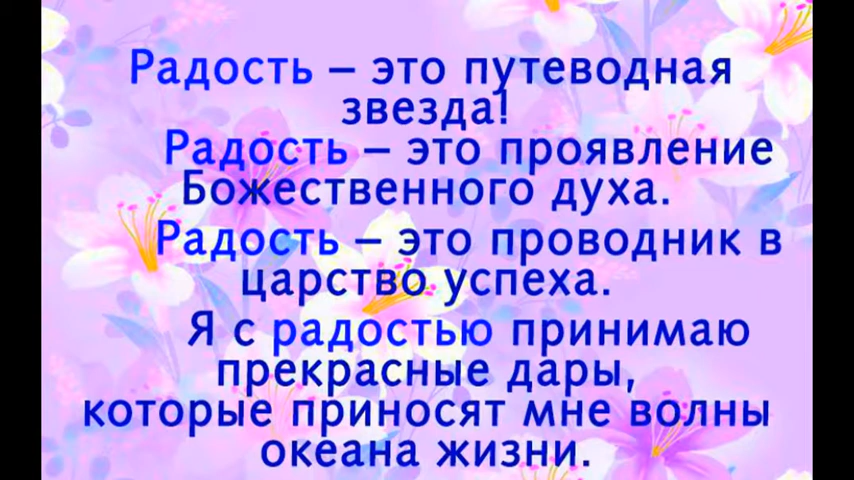 Радость – это путеводная
звезда!
Радость – это проявление
Божественного духа.
Радость – это проводник в
царство успеха.
Я с радостью принимаю
прекрасные дары,
которые приносят мне волны
океана жизни.